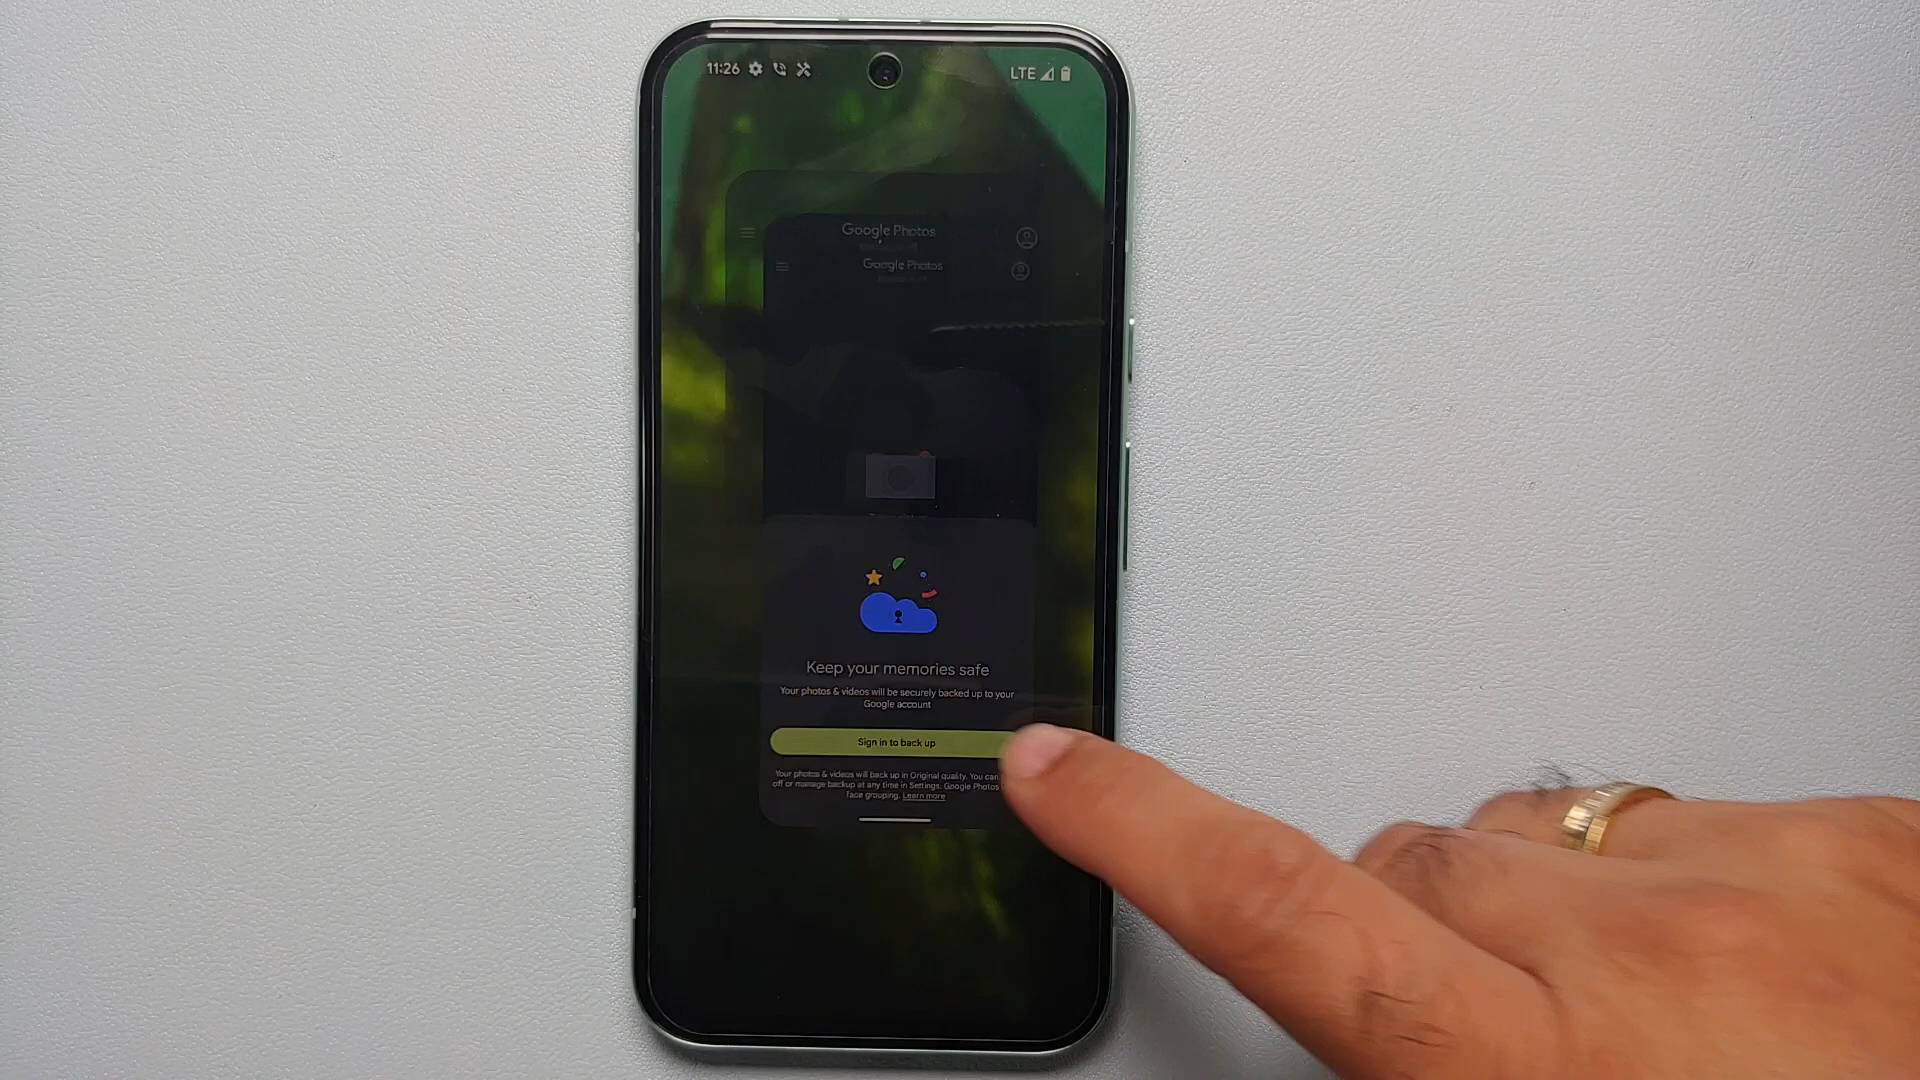 11:26
LTE
Google Photos
Google Photos
Keep your memories safe
Your photos & videos will be securely backed up to your
Google account
Sign in to back up
Your photos & videos will back up in Original quality. You can
off or manage backup at any time in Settings. Google Photos
face grouping. Learn more